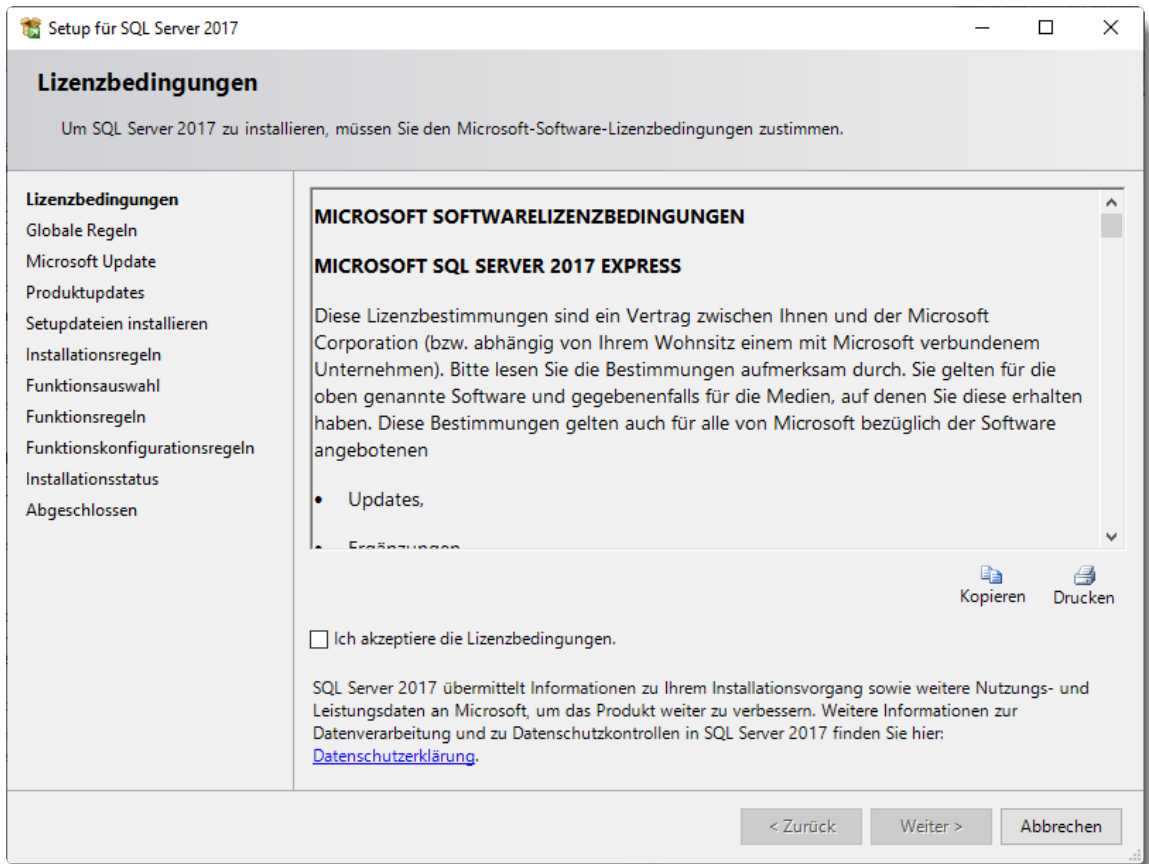 Setup für SQL Server 2017
Lizenzbedingungen
Um SQL Server 2017 zu installieren, müssen Sie den Microsoft-Software-Lizenzbedingungen zustimmen.
Lizenzbedingungen
Globale Regeln
Microsoft Update
Produktupdates
Setupdateien installieren
Installationsregeln
Funktionsauswahl
Funktionsregeln
Funktionskonfigurationsregeln
Installationsstatus
Abgeschlossen
MICROSOFT SOFTWARELIZENZBEDINGUNGEN
MICROSOFT SQL SERVER 2017 EXPRESS
Diese Lizenzbestimmungen sind ein Vertrag zwischen Ihnen und der Microsoft
Corporation (bzw. abhängig von Ihrem Wohnsitz einem mit Microsoft verbundenem
Unternehmen). Bitte lesen Sie die Bestimmungen aufmerksam durch. Sie gelten für die
oben genannte Software und gegebenenfalls für die Medien, auf denen Sie diese erhalten
haben. Diese Bestimmungen gelten auch für alle von Microsoft bezüglich der Software
angebotenen
• Updates,
• Ergänzungen
Kopieren
Drucken
Ich akzeptiere die Lizenzbedingungen.
SQL Server 2017 übermittelt Informationen zu Ihrem Installationsvorgang sowie weitere Nutzungs- und
Leistungsdaten an Microsoft, um das Produkt weiter zu verbessern. Weitere Informationen zur
Datenverarbeitung und zu Datenschutzkontrollen in SQL Server 2017 finden Sie hier:
Datenschutzerklärung.
< Zurück
Weiter >
Abbrechen